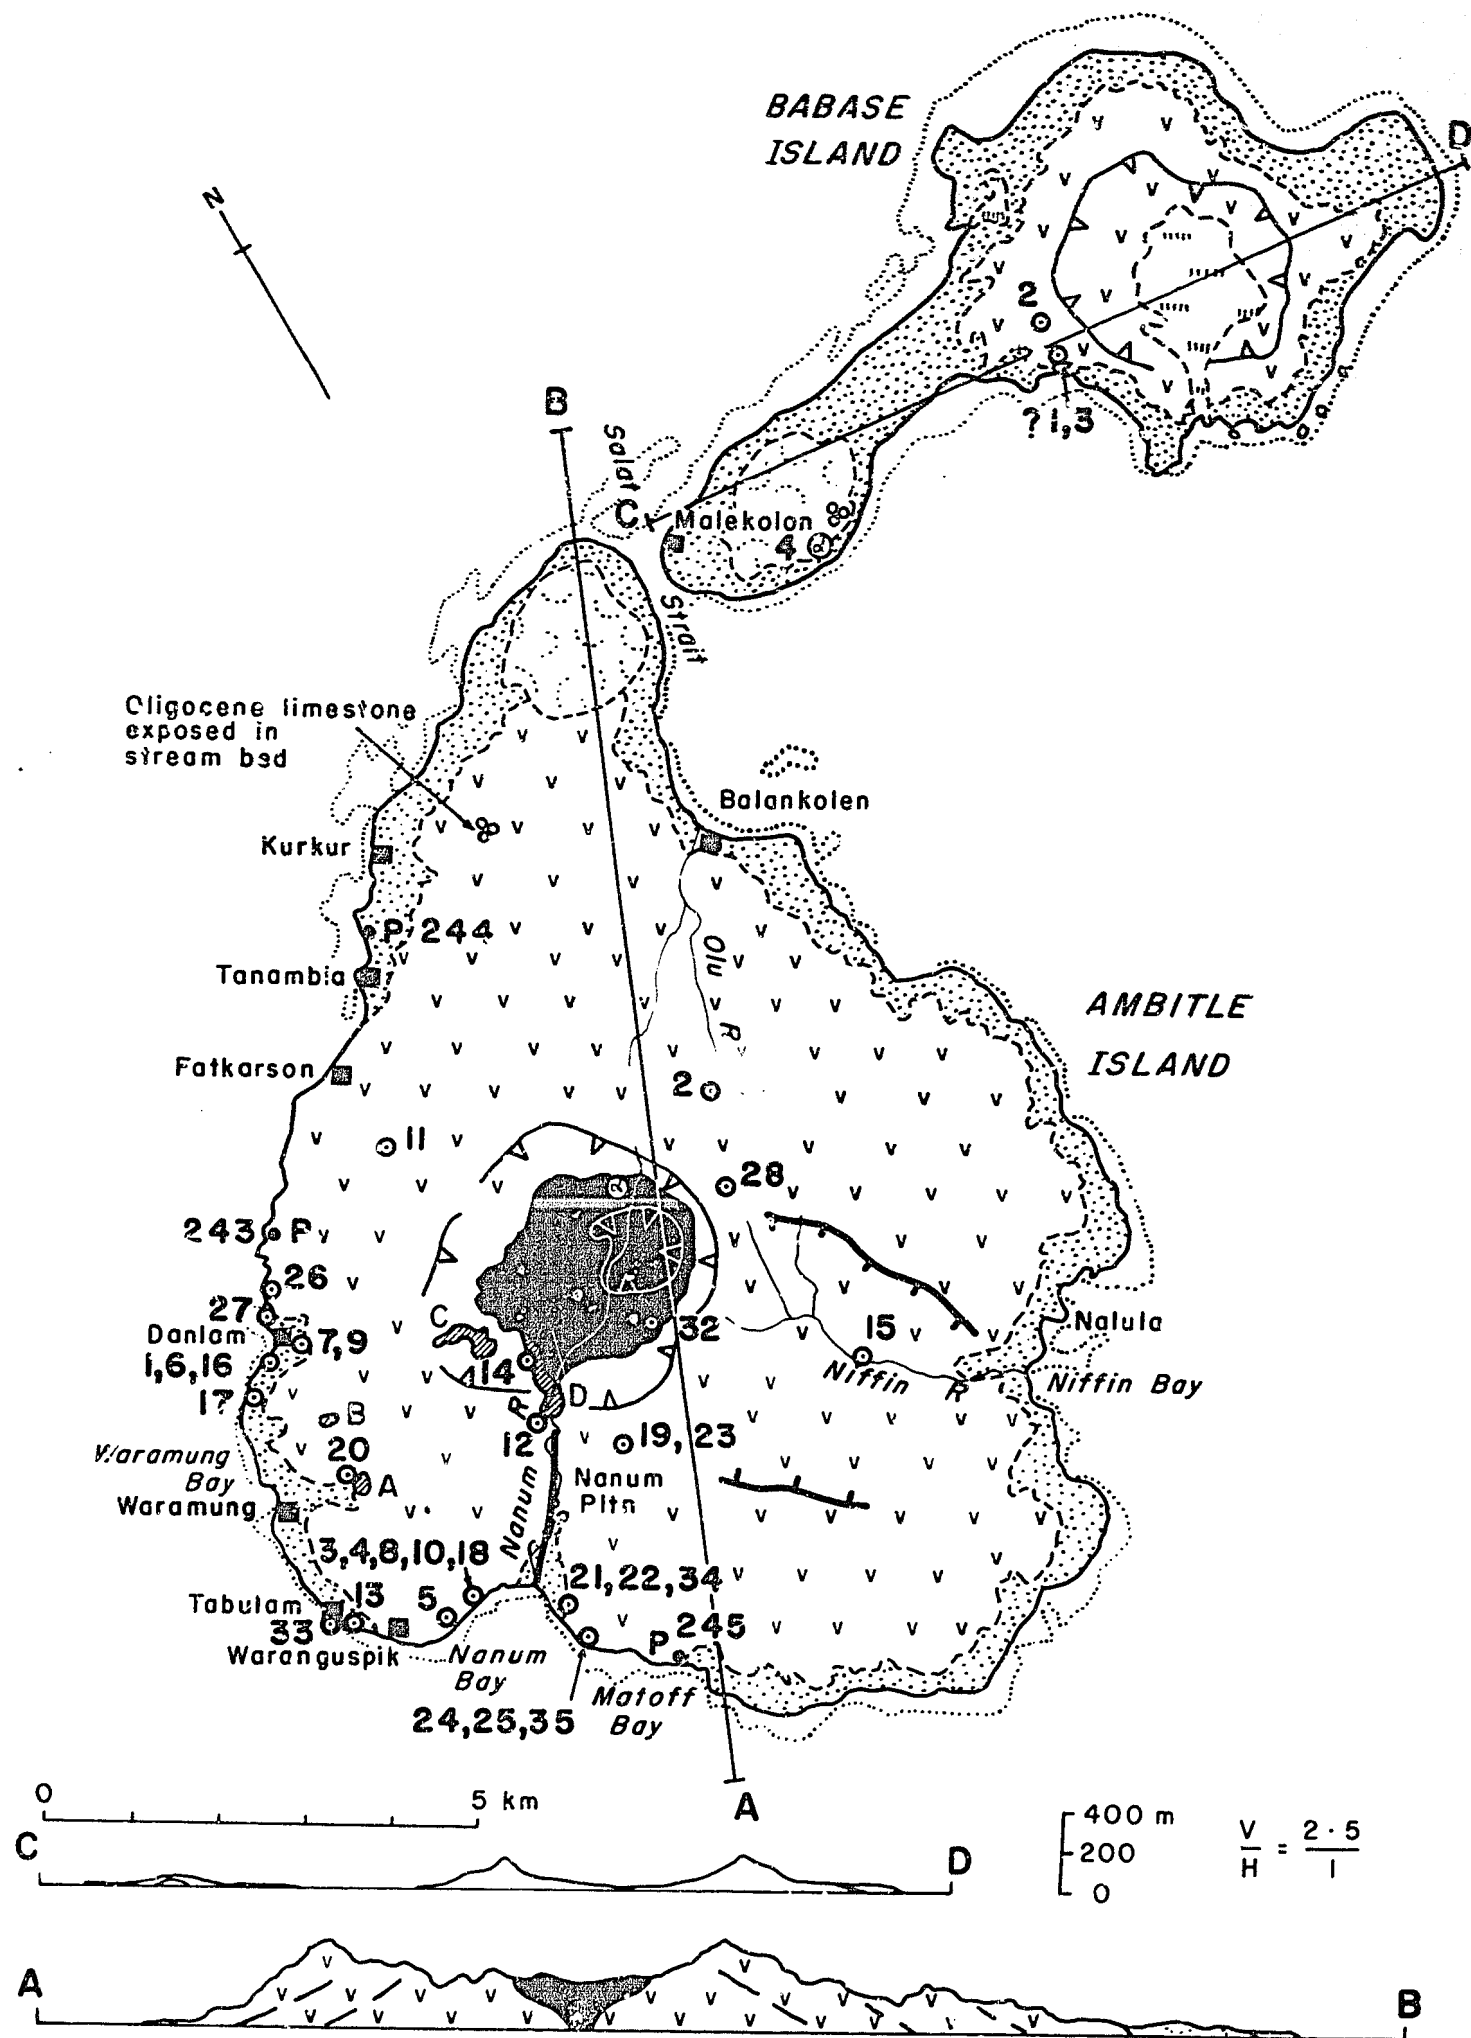 BABASE
ISLAND
D
N
2
? 1,3
B
Salat
C
Malekolon
4
Strait
Oligocene limestone
exposed in
stream bed
Balankolen
Kurkur
P 244
Tanambia
Olu R
AMBITLE
ISLAND
Fatkarson
2
11
28
243 P
26
27
Danlam
7,9
1,6,16
17
C
32
15
Nalula
14
D
Niffin R
Niffin Bay
B
R
12
19, 23
20
Waramung
Bay
A
Nanum
Nanum
Pltn
Waramung
3,4,8,10,18
21, 22, 34
Tabulam
13
5
33
P 245
Waranguspik
Nanum
Bay
Matoff
Bay
24,25,35
A
0 5 km
400 m
200
0
V/H = 2·5/1
C D
A B